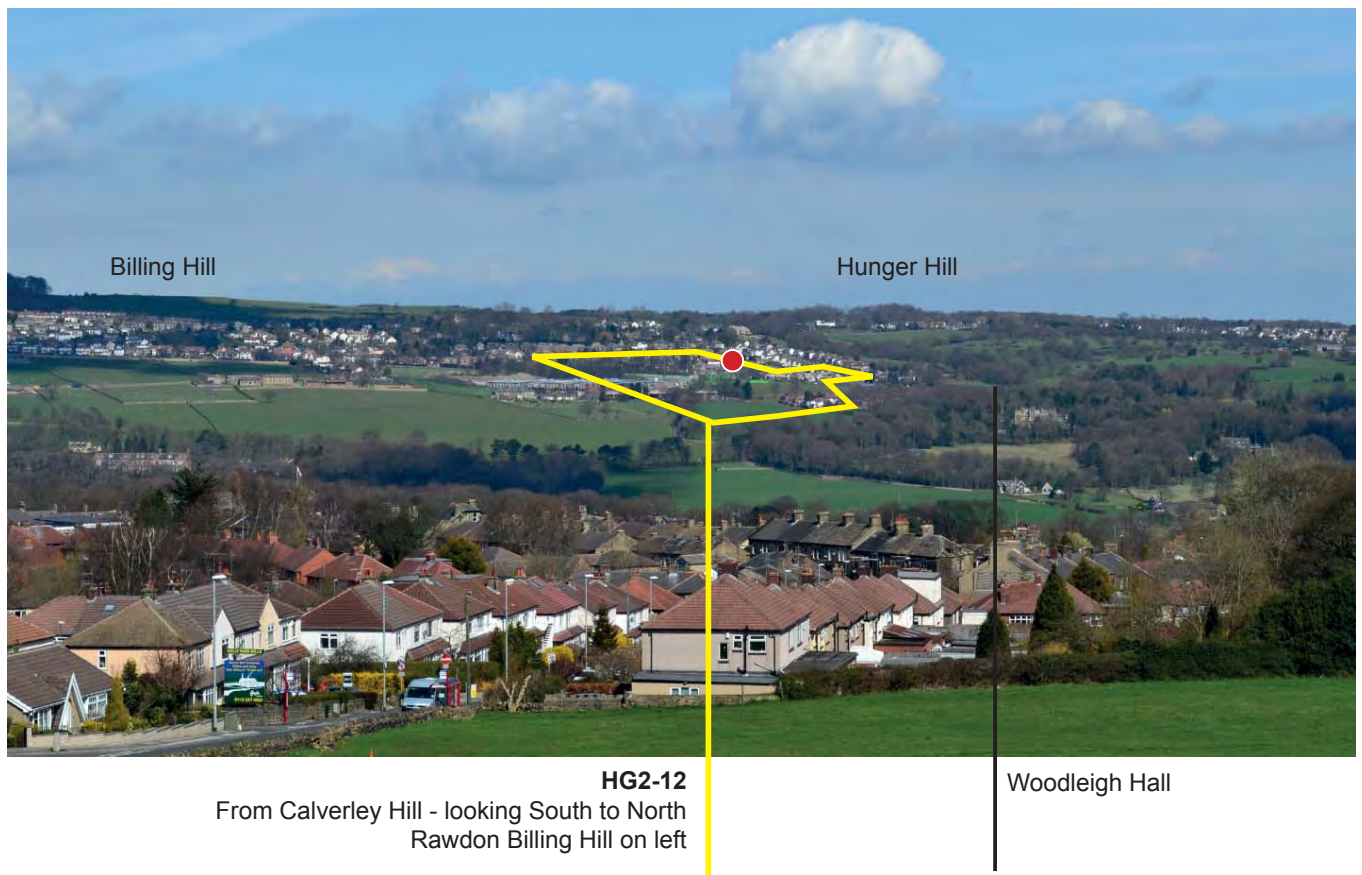 Billing Hill
Hunger Hill
HG2-12
From Calverley Hill - looking South to North
Rawdon Billing Hill on left
Woodleigh Hall